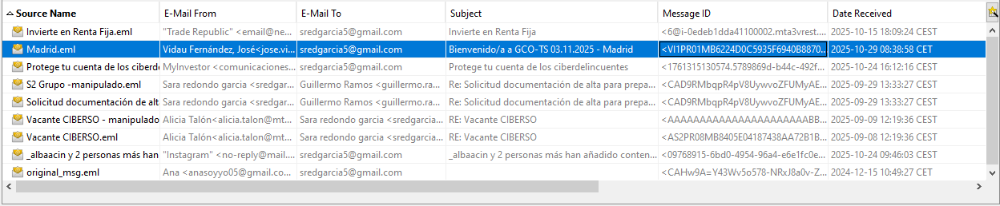 Source Name E-Mail From E-Mail To Subject Message ID Date Received
Invierte en Renta Fija.eml "Trade Republic" <email@ne... sredgarcia5@gmail.com Invierte en Renta Fija <6@i-0edeb1dda41100002.mta3vrest.... 2025-10-15 18:09:24 CEST
Madrid.eml Vidau Fernández, José<jose.vi... sredgarcia5@gmail.com Bienvenido/a a GCO-TS 03.11.2025 - Madrid <VI1PR01MB6224D0C5935F6940B8870... 2025-10-29 08:38:58 CET
Protege tu cuenta de los ciberdelincu MyInvestor <comunicaciones... sredgarcia5@gmail.com Protege tu cuenta de los ciberdelincuentes <1761315130574.5789869d-b44c-492f... 2025-10-24 16:12:16 CEST
S2 Grupo -manipulado.eml Sara redondo garcia <sredgar... Guillermo Ramos <guillermo.ra... Re: Solicitud documentación de alta para prepa... <CAD9RMbqpR4pV8UywvoZFUMyAE... 2025-09-29 13:33:27 CEST
Solicitud documentación de alt Sara redondo garcia <sredgar... Guillermo Ramos <guillermo.ra... Re: Solicitud documentación de alta para prepa... <CAD9RMbqpR4pV8UywvoZFUMyAE... 2025-09-29 13:33:27 CEST
Vacante CIBERSO - manipulado Alicia Talón<alicia.talon@mt... Sara redondo garcia <sredgarci... RE: Vacante CIBERSO <AAAAAAAAAAAAAAAAAAAAAABB... 2025-09-09 12:19:36 CEST
Vacante CIBERSO.eml Alicia Talón<alicia.talon@mt... Sara redondo garcia <sredgarci... RE: Vacante CIBERSO <AS2PR08MB8405E04187438AA72B1B... 2025-09-08 12:19:36 CEST
_albaacin y 2 personas más han "Instagram" <no-reply@mail.... sredgarcia5@gmail.com _albaacin y 2 personas más han añadido conten... <09768915-6bd0-4954-96a4-e6e1fc0e... 2025-10-24 09:46:03 CEST
original_msg.eml Ana <anasoyyo05@gmail.co... sredgarcia5@gmail.com <CAHw9A=Y43Wv5o578-NRxJ8a0v-Z... 2024-12-15 10:49:27 CET